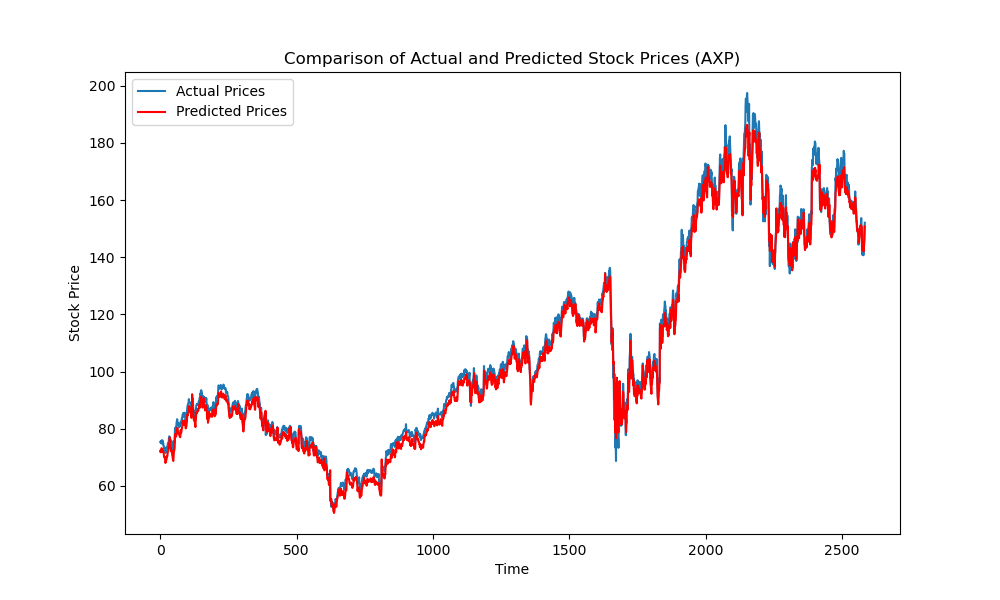 Comparison of Actual and Predicted Stock Prices (AXP)
Actual Prices
Predicted Prices
Stock Price
200
180
160
140
120
100
80
60
0 500 1000 1500 2000 2500
Time